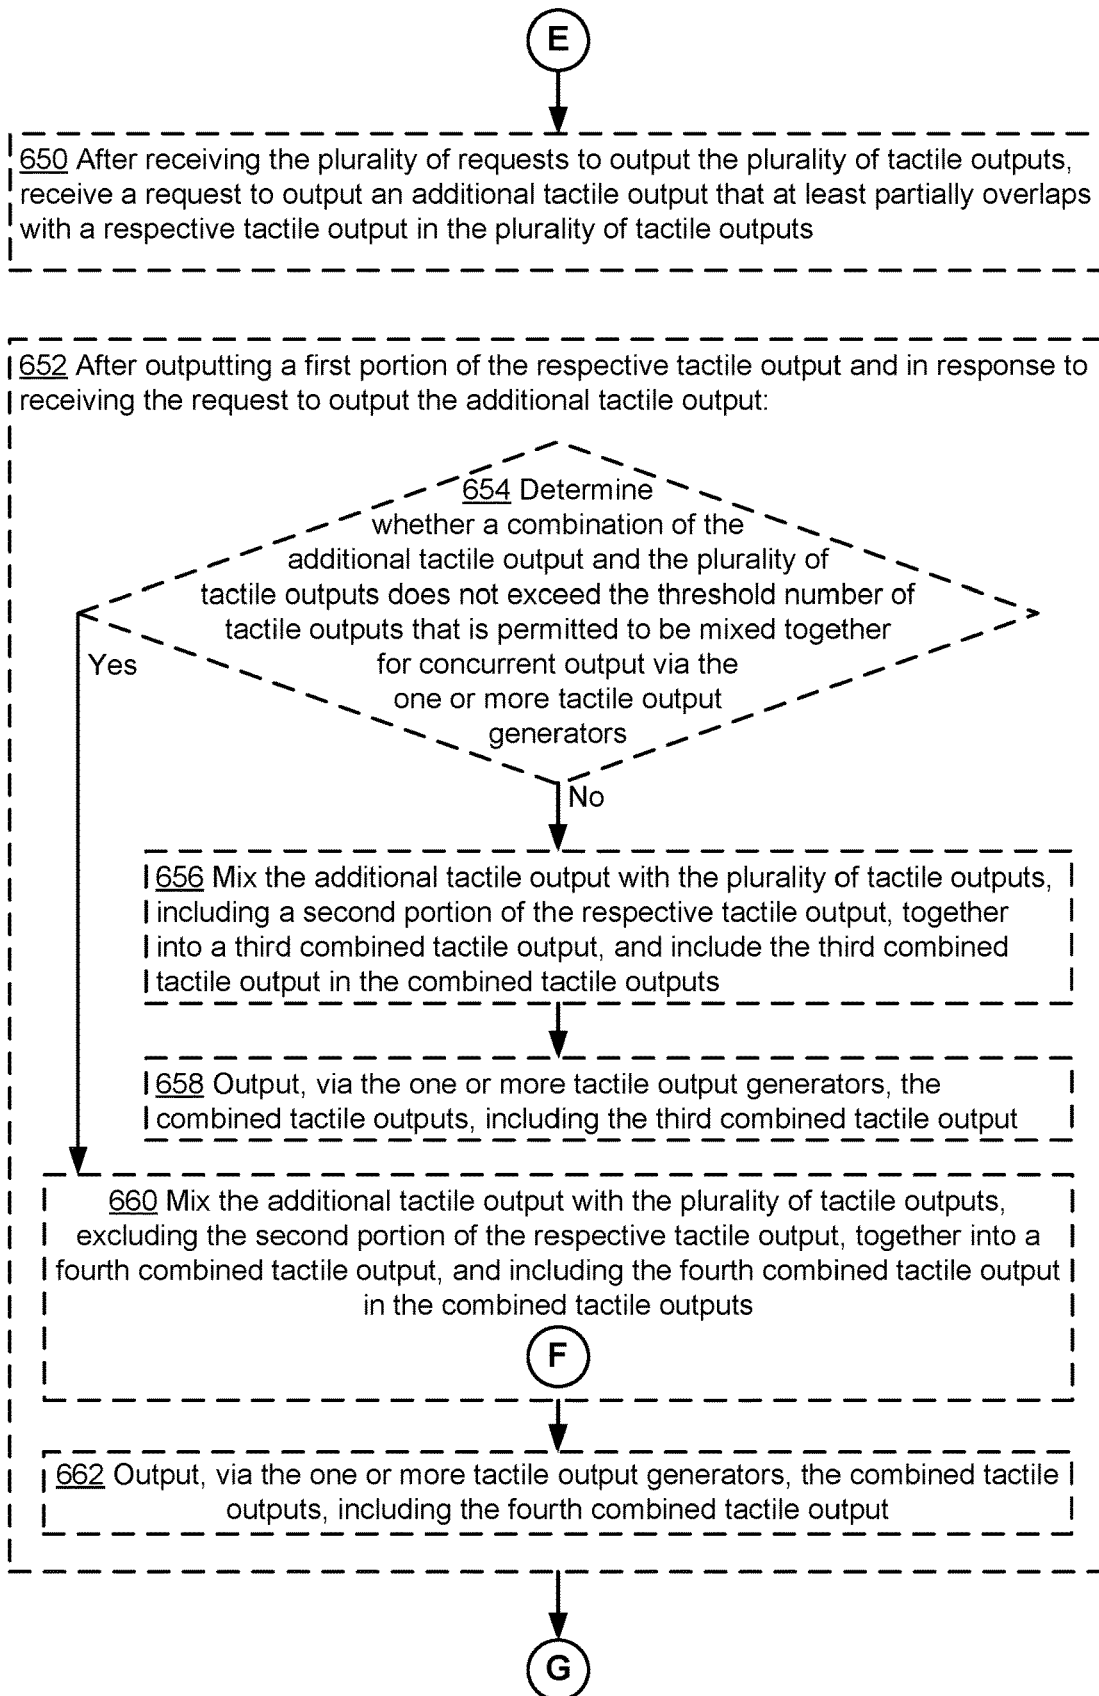 E
650 After receiving the plurality of requests to output the plurality of tactile outputs,
receive a request to output an additional tactile output that at least partially overlaps
with a respective tactile output in the plurality of tactile outputs
652 After outputting a first portion of the respective tactile output and in response to
receiving the request to output the additional tactile output:
654 Determine
whether a combination of the
additional tactile output and the plurality of
tactile outputs does not exceed the threshold number of
tactile outputs that is permitted to be mixed together
for concurrent output via the
one or more tactile output
generators
Yes
No
656 Mix the additional tactile output with the plurality of tactile outputs,
including a second portion of the respective tactile output, together
into a third combined tactile output, and include the third combined
tactile output in the combined tactile outputs
658 Output, via the one or more tactile output generators, the
combined tactile outputs, including the third combined tactile output
660 Mix the additional tactile output with the plurality of tactile outputs,
excluding the second portion of the respective tactile output, together into a
fourth combined tactile output, and including the fourth combined tactile output
in the combined tactile outputs
F
662 Output, via the one or more tactile output generators, the combined tactile
outputs, including the fourth combined tactile output
G